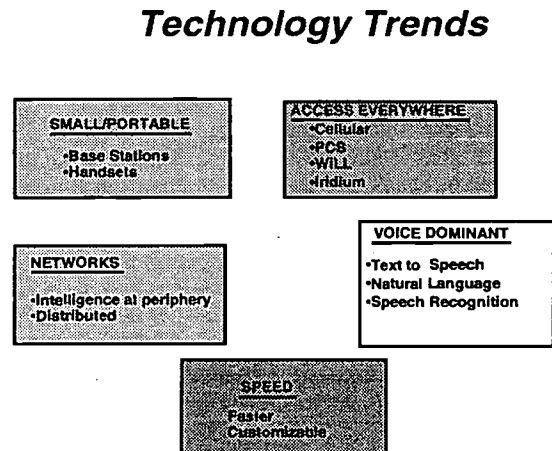 Technology Trends
SMALL/PORTABLE
•Base Stations
•Handsets
ACCESS EVERYWHERE
•Cellular
•PCS
•WiLL
•Iridium
NETWORKS
•Intelligence at periphery
•Distributed
VOICE DOMINANT
•Text to Speech
•Natural Language
•Speech Recognition
SPEED
Faster
Customizable